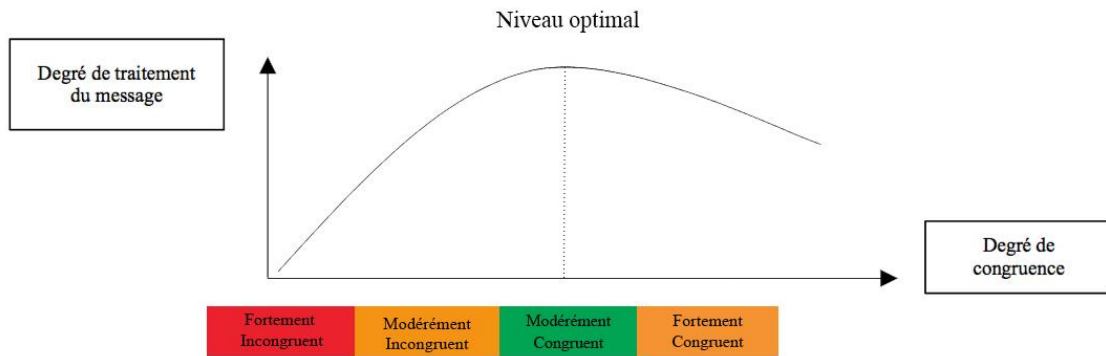 Niveau optimal
Degré de traitement
du message
Degré de
congruence
Fortement
Incongruent
Modérément
Incongruent
Modérément
Congruent
Fortement
Congruent